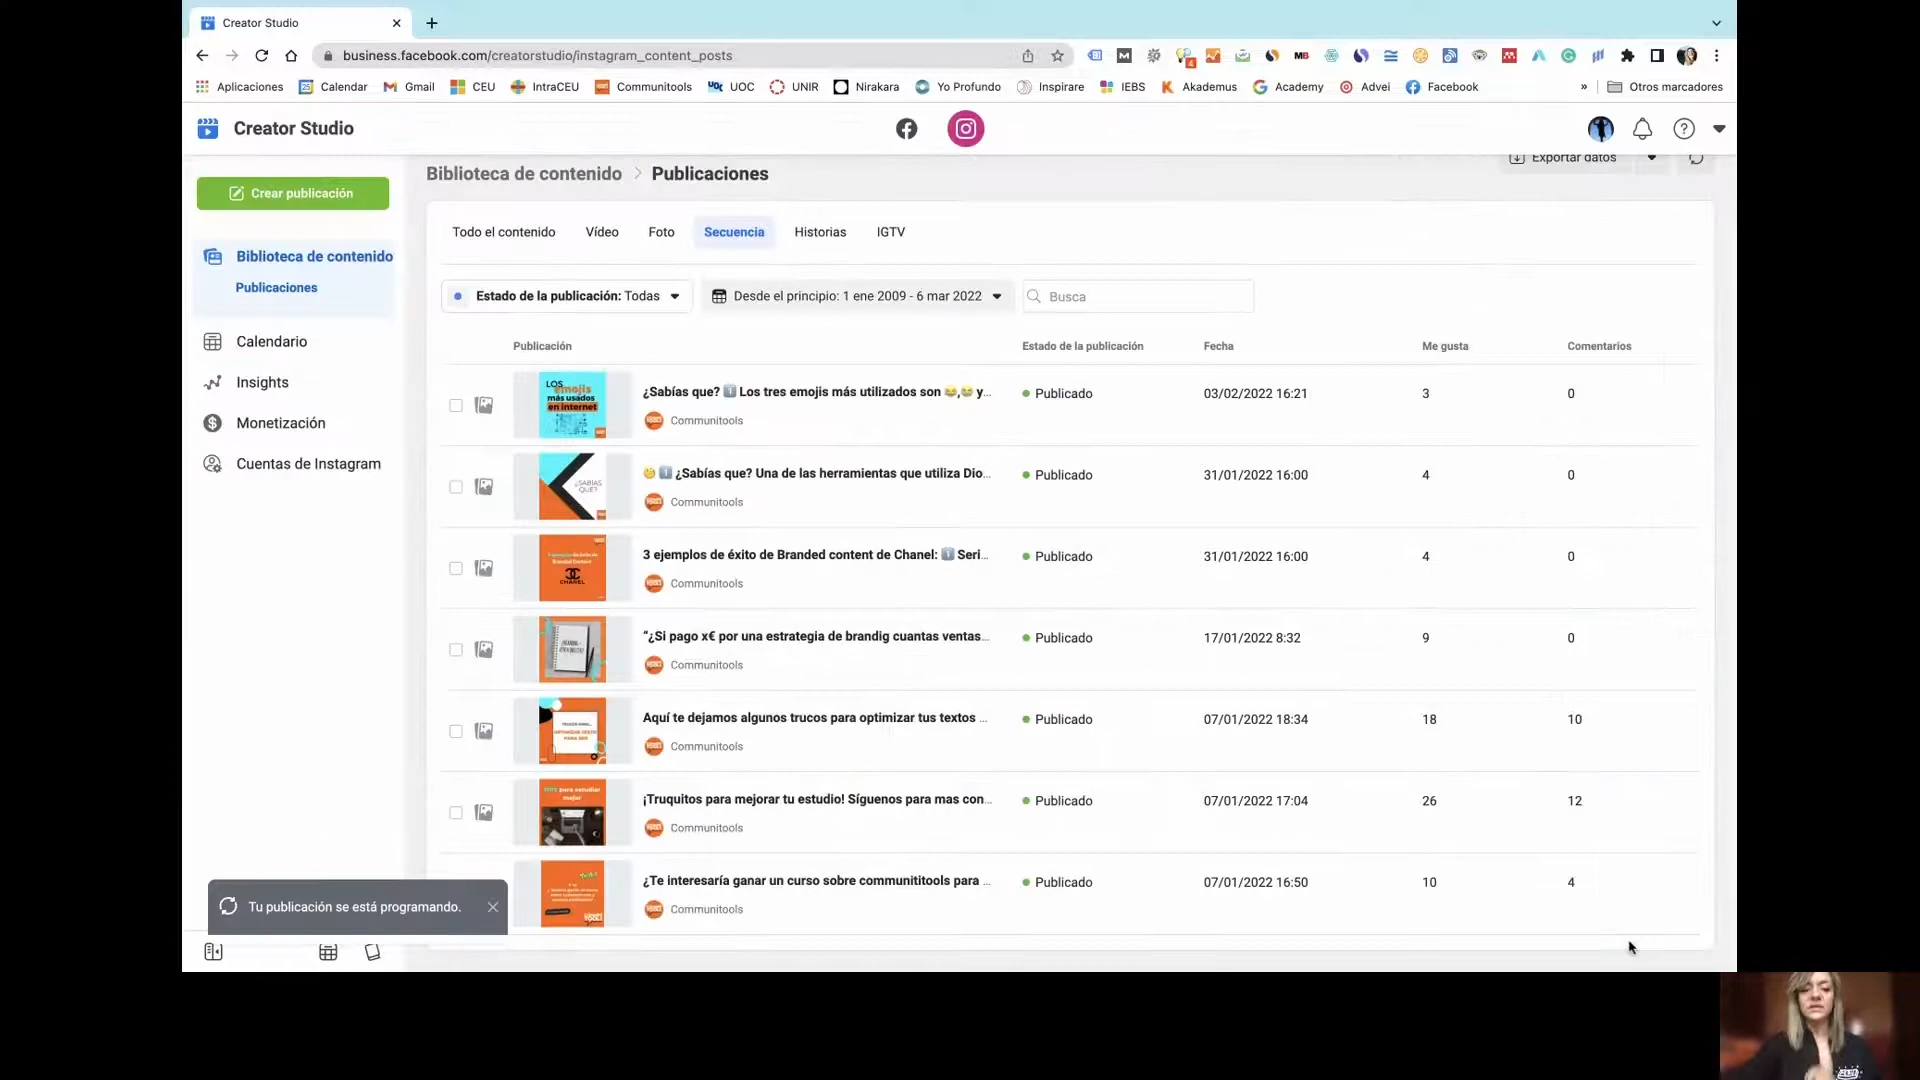 Creator Studio
business.facebook.com/creatorstudio/instagram_content_posts
Aplicaciones Calendar Gmail CEU IntraCEU Communitools UOC UNIR Nirakara Yo Profundo Inspirare IEBS Akademus Academy Advei Facebook » Otros marcadores
Creator Studio
Exportar datos
Crear publicación
Biblioteca de contenido
Publicaciones
Calendario
Insights
Monetización
Cuentas de Instagram
Biblioteca de contenido > Publicaciones
Todo el contenido Vídeo Foto Secuencia Historias IGTV
Estado de la publicación: Todas Desde el principio: 1 ene 2009 - 6 mar 2022 Busca
Publicación Estado de la publicación Fecha Me gusta Comentarios
LOS
emojis
más usados
en internet
¿Sabías que? ℹ️ Los tres emojis más utilizados son 😂,😅 y... Publicado 03/02/2022 16:21 3 0
Communitools
¿SABÍAS
QUE?
🧐 ℹ️ ¿Sabías que? Una de las herramientas que utiliza Dio... Publicado 31/01/2022 16:00 4 0
Communitools
CHANEL
3 ejemplos de éxito de Branded content de Chanel: ℹ️ Seri... Publicado 31/01/2022 16:00 4 0
Communitools
“¿Si pago x€ por una estrategia de brandig cuantas ventas... Publicado 17/01/2022 8:32 9 0
Communitools
Aquí te dejamos algunos trucos para optimizar tus textos ... Publicado 07/01/2022 18:34 18 10
Communitools
para estudiar
mejor
¡Truquitos para mejorar tu estudio! Síguenos para mas con... Publicado 07/01/2022 17:04 26 12
Communitools
¿Te interesaría ganar un curso sobre communititools para ... Publicado 07/01/2022 16:50 10 4
Communitools
Tu publicación se está programando.